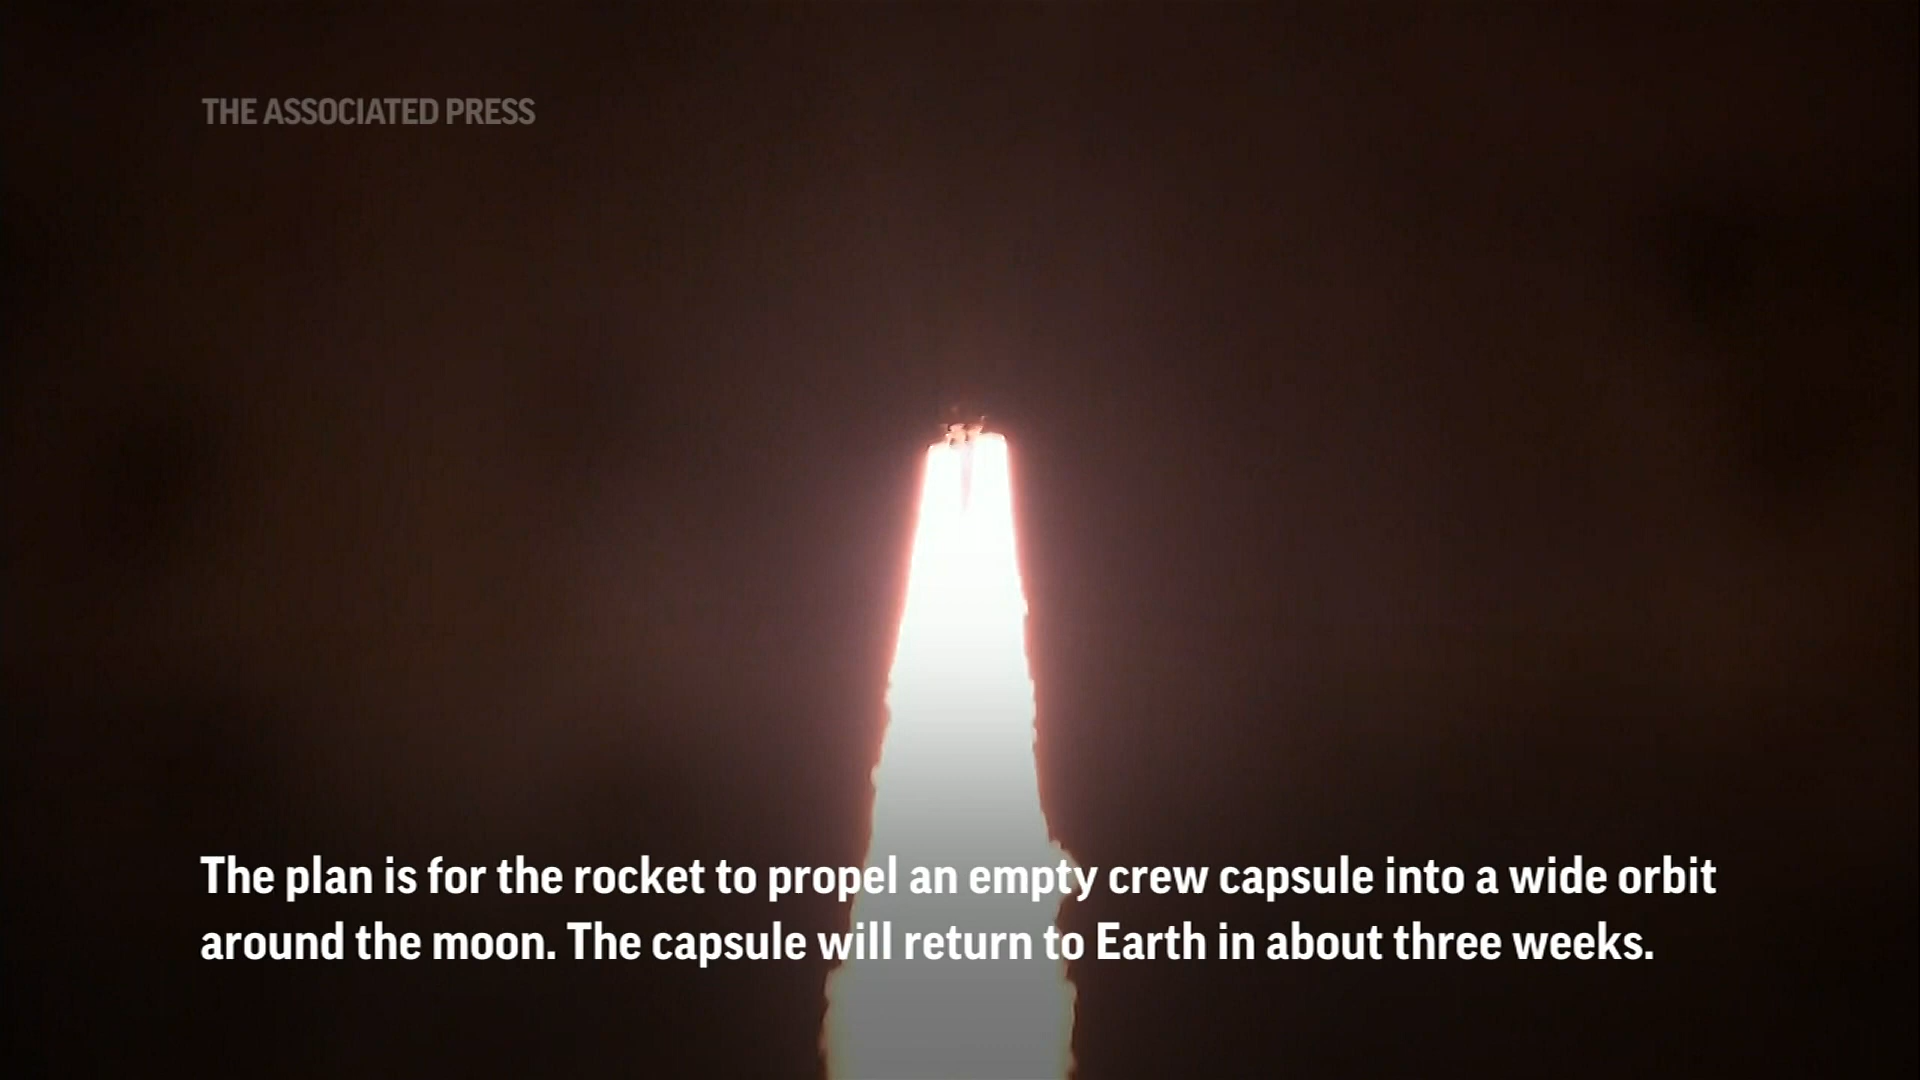 THE ASSOCIATED PRESS
The plan is for the rocket to propel an empty crew capsule into a wide orbit
around the moon. The capsule will return to Earth in about three weeks.